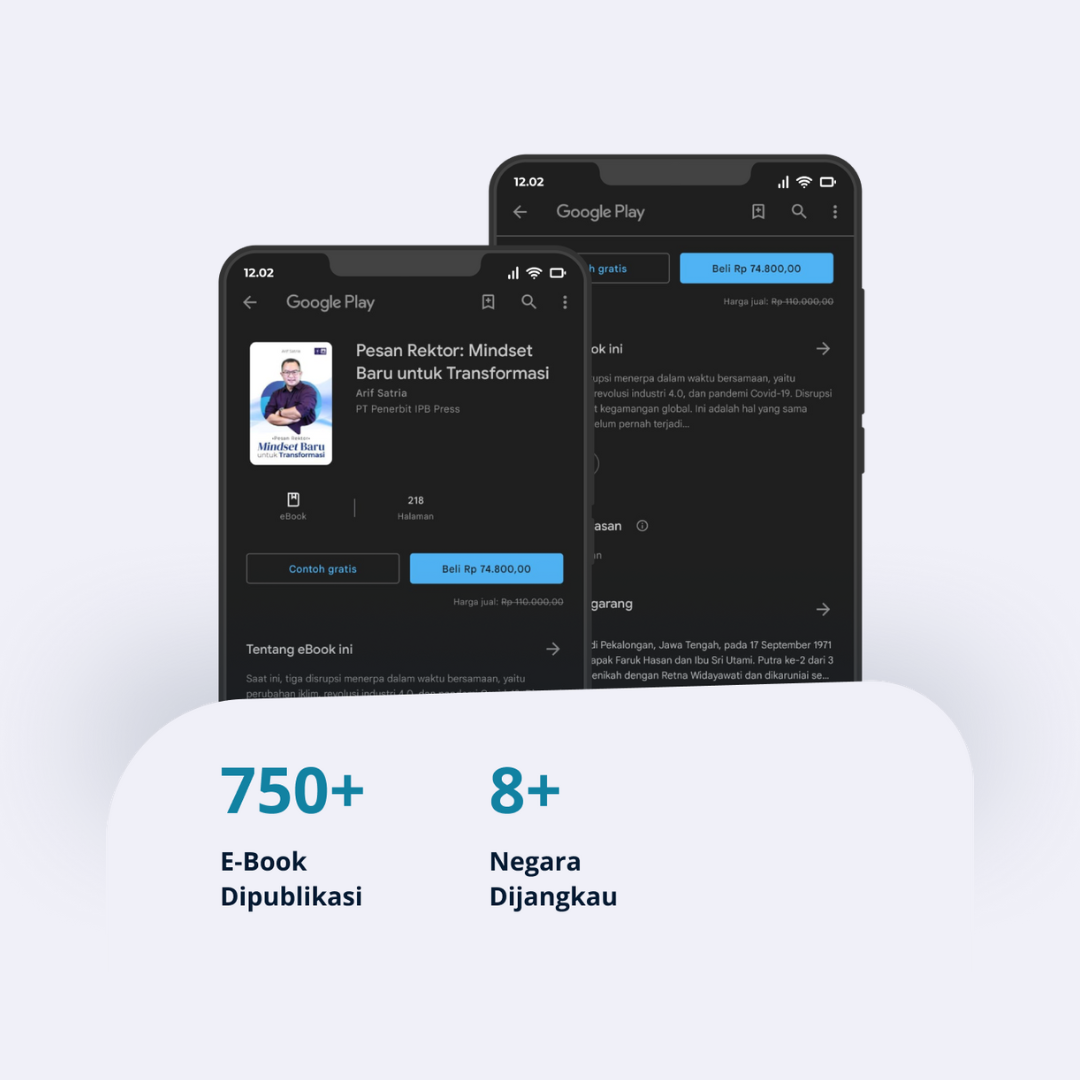 12.02
Google Play
Pesan Rektor: Mindset
Baru untuk Transformasi
Arif Satria
PT Penerbit IPB Press
Arif Satria
Pesan Rektor
Mindset Baru
untuk Transformasi
eBook
218
Halaman
Contoh gratis
Beli Rp 74.800,00
Harga jual: Rp 110.000,00
Tentang eBook ini
Saat ini, tiga disrupsi menerpa dalam waktu bersamaan, yaitu
perubahan iklim, revolusi industri 4.0, dan pandemi Covid-19. Disrupsi
12.02
Google Play
h gratis
Beli Rp 74.800,00
Harga jual: Rp 110.000,00
ok ini
rupsi menerpa dalam waktu bersamaan, yaitu
revolusi industri 4.0, dan pandemi Covid-19. Disrupsi
t kegamangan global. Ini adalah hal yang sama
elum pernah terjadi...
asan
an
garang
di Pekalongan, Jawa Tengah, pada 17 September 1971
apak Faruk Hasan dan Ibu Sri Utami. Putra ke-2 dari 3
enikah dengan Retna Widayawati dan dikaruniai se...
750+
E-Book
Dipublikasi
8+
Negara
Dijangkau